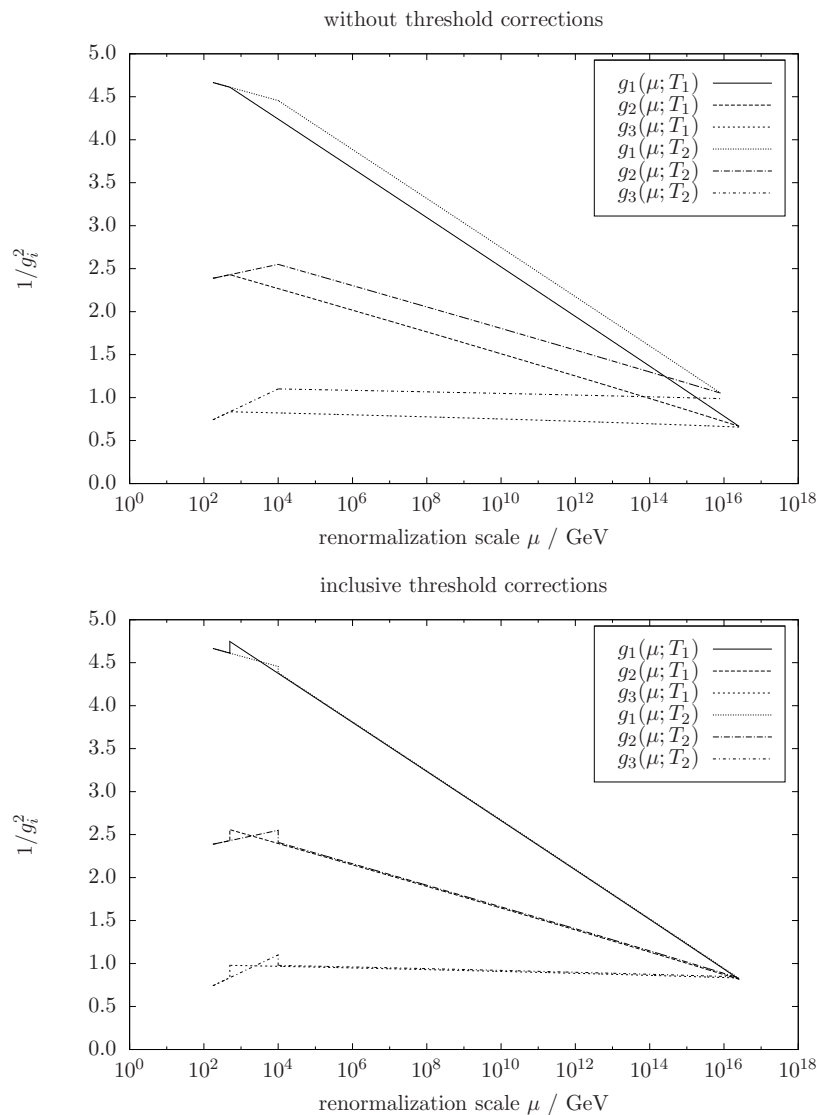 without threshold corrections
5.0
4.5
4.0
3.5
3.0
2.5
2.0
1.5
1.0
0.5
0.0
1/g_i^2
g_1(μ; T_1)
g_2(μ; T_1)
g_3(μ; T_1)
g_1(μ; T_2)
g_2(μ; T_2)
g_3(μ; T_2)
10^0 10^2 10^4 10^6 10^8 10^10 10^12 10^14 10^16 10^18
renormalization scale μ / GeV
inclusive threshold corrections
5.0
4.5
4.0
3.5
3.0
2.5
2.0
1.5
1.0
0.5
0.0
1/g_i^2
g_1(μ; T_1)
g_2(μ; T_1)
g_3(μ; T_1)
g_1(μ; T_2)
g_2(μ; T_2)
g_3(μ; T_2)
10^0 10^2 10^4 10^6 10^8 10^10 10^12 10^14 10^16 10^18
renormalization scale μ / GeV